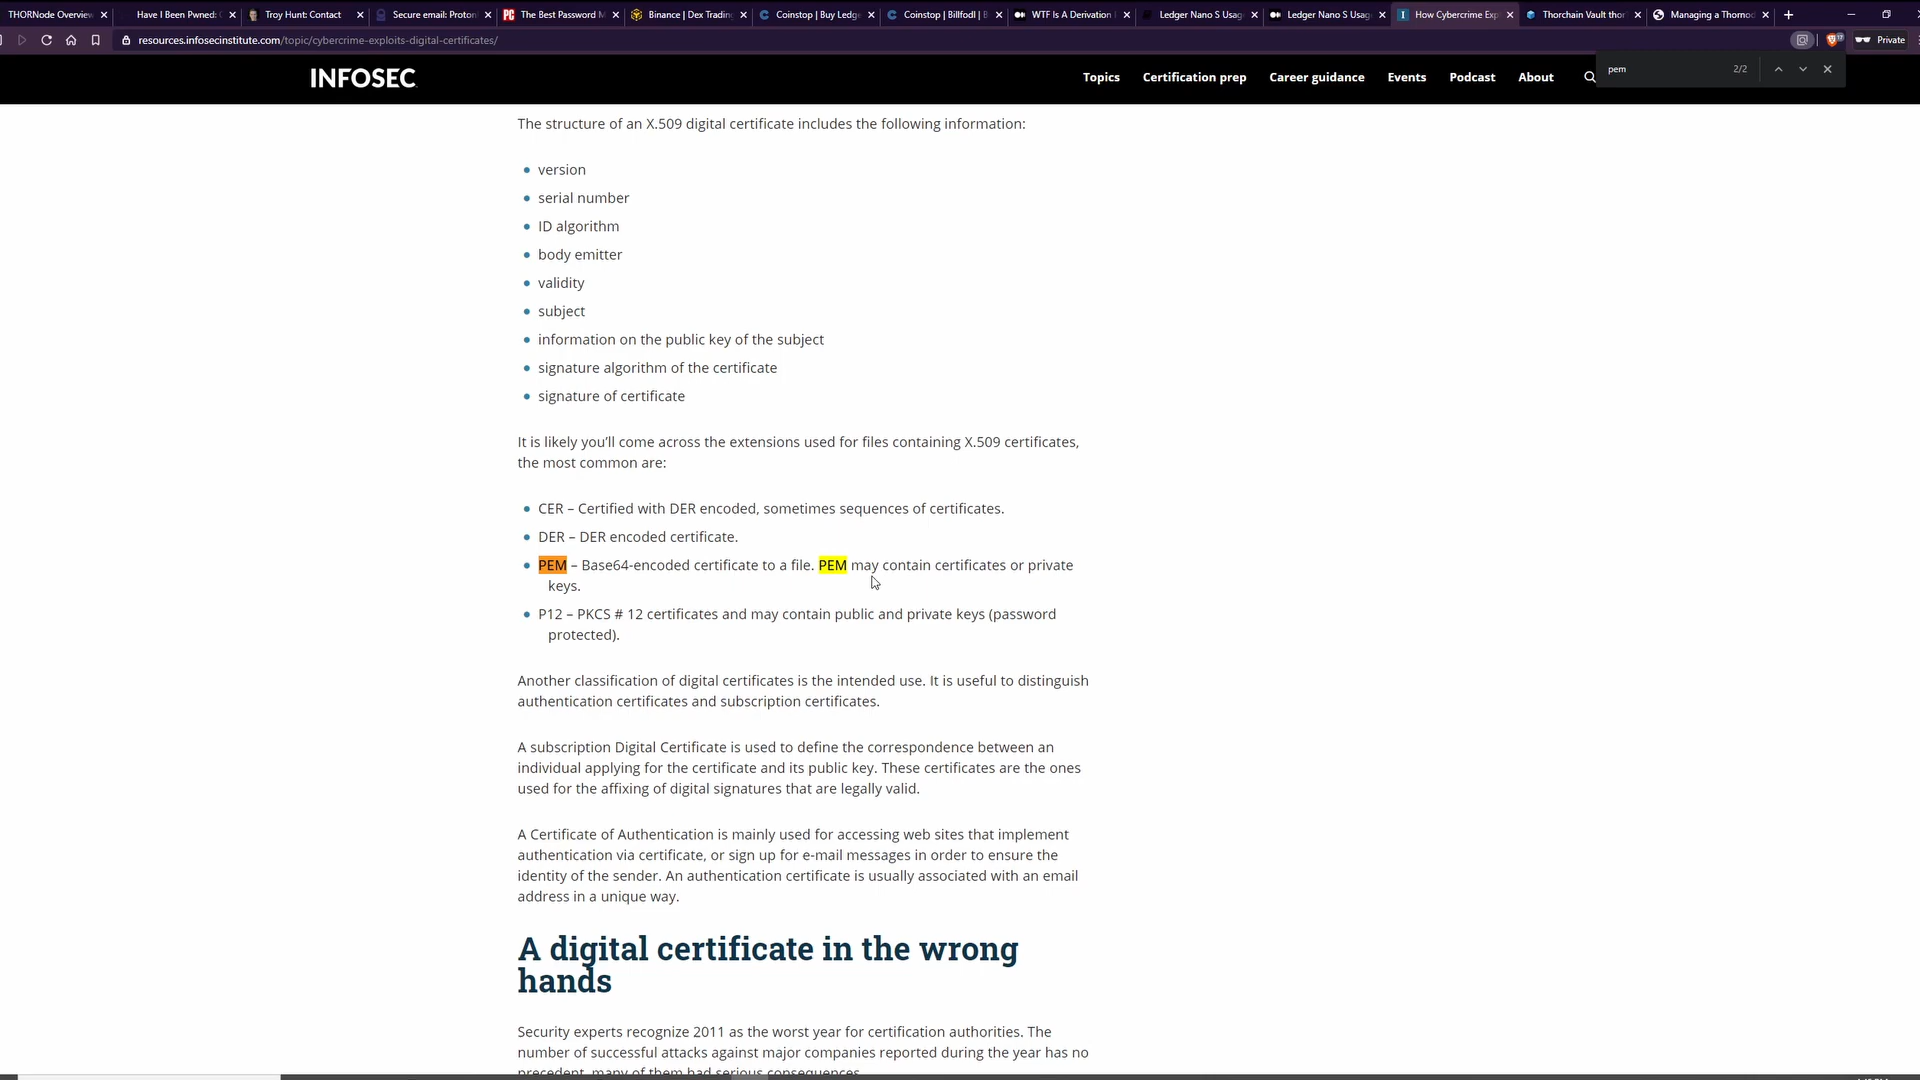 THORNode Overview
Have I Been Pwned:
Troy Hunt: Contact
Secure email: Proton
PC The Best Password M
Binance | Dex Trading
Coinstop | Buy Ledge
Coinstop | Billfodl | B
WTF Is A Derivation
Ledger Nano S Usag
Ledger Nano S Usag
How Cybercrime Exp
Thorchain Vault thor
Managing a Thornod
resources.infosecinstitute.com/topic/cybercrime-exploits-digital-certificates/
Private
INFOSEC
Topics
Certification prep
Career guidance
Events
Podcast
About
pem
2/2
The structure of an X.509 digital certificate includes the following information:
version
serial number
ID algorithm
body emitter
validity
subject
information on the public key of the subject
signature algorithm of the certificate
signature of certificate
It is likely you'll come across the extensions used for files containing X.509 certificates,
the most common are:
CER – Certified with DER encoded, sometimes sequences of certificates.
DER – DER encoded certificate.
PEM – Base64-encoded certificate to a file. PEM may contain certificates or private
keys.
P12 – PKCS # 12 certificates and may contain public and private keys (password
protected).
Another classification of digital certificates is the intended use. It is useful to distinguish
authentication certificates and subscription certificates.
A subscription Digital Certificate is used to define the correspondence between an
individual applying for the certificate and its public key. These certificates are the ones
used for the affixing of digital signatures that are legally valid.
A Certificate of Authentication is mainly used for accessing web sites that implement
authentication via certificate, or sign up for e-mail messages in order to ensure the
identity of the sender. An authentication certificate is usually associated with an email
address in a unique way.
A digital certificate in the wrong
hands
Security experts recognize 2011 as the worst year for certification authorities. The
number of successful attacks against major companies reported during the year has no
precedent, many of them had serious consequences.